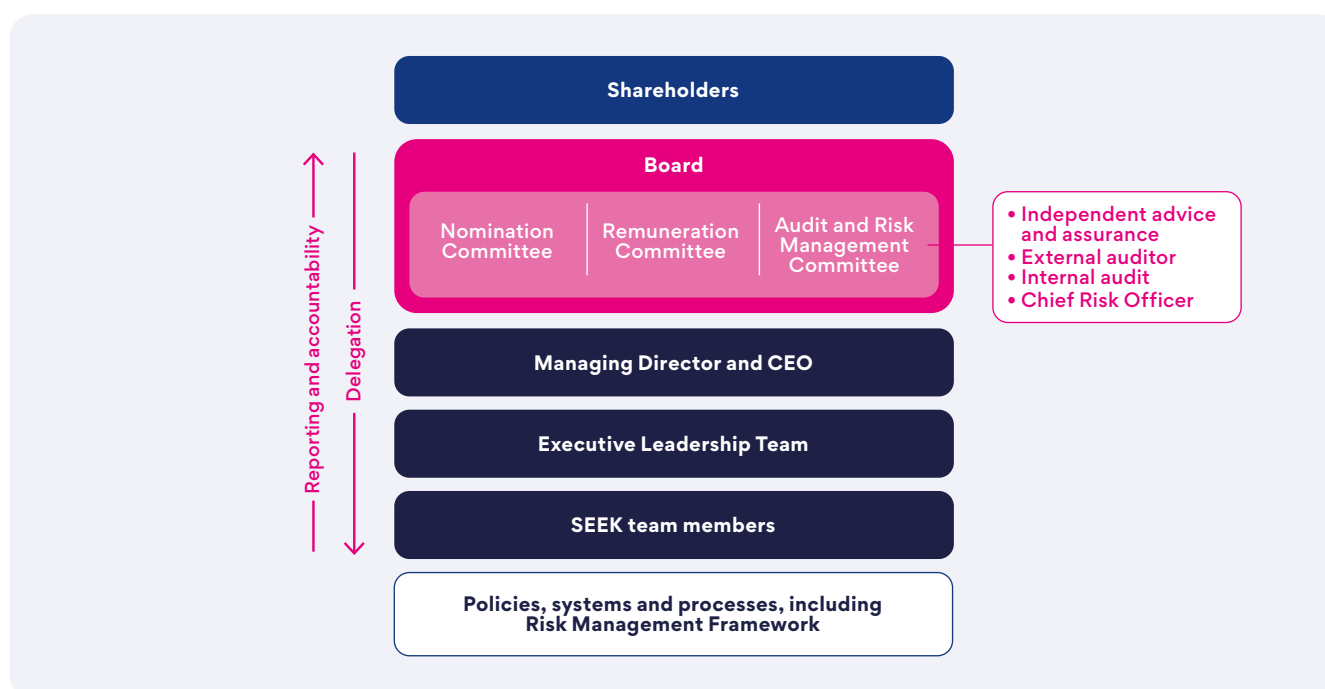 Shareholders
Reporting and accountability
Delegation
Board
Nomination
Committee
Remuneration
Committee
Audit and Risk
Management
Committee
• Independent advice
and assurance
• External auditor
• Internal audit
• Chief Risk Officer
Managing Director and CEO
Executive Leadership Team
SEEK team members
Policies, systems and processes, including
Risk Management Framework